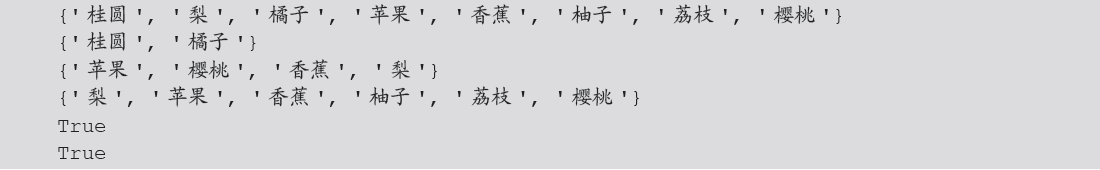 {'桂圆', '梨', '橘子', '苹果', '香蕉', '柚子', '荔枝', '樱桃'}
{'桂圆', '橘子'}
{'苹果', '樱桃', '香蕉', '梨'}
{'梨', '苹果', '香蕉', '柚子', '荔枝', '樱桃'}
True
True